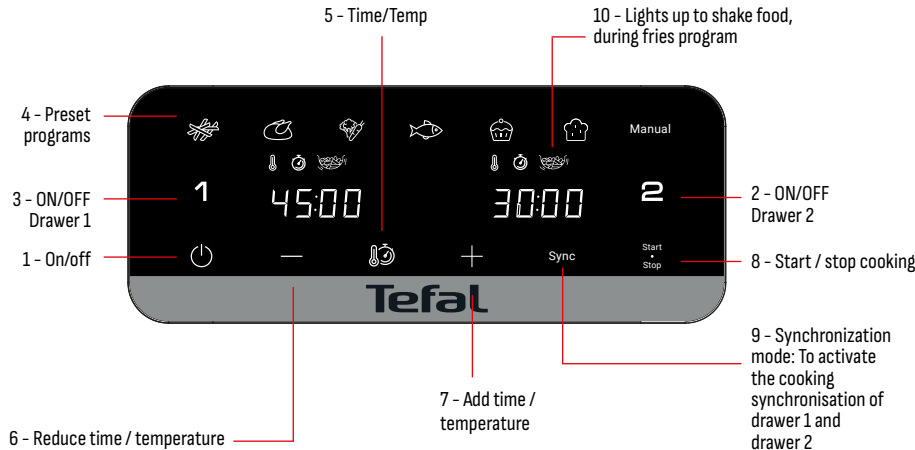 5 - Time/Temp
10 - Lights up to shake food,
during fries program
4 - Preset
programs
Manual
3 - ON/OFF
Drawer 1
1
45:00
30:00
2
2 - ON/OFF
Drawer 2
1 - On/off
Sync
Start
•
Stop
8 - Start / stop cooking
Tefal
9 - Synchronization
mode: To activate
the cooking
synchronisation of
drawer 1 and
drawer 2
7 - Add time /
temperature
6 - Reduce time / temperature